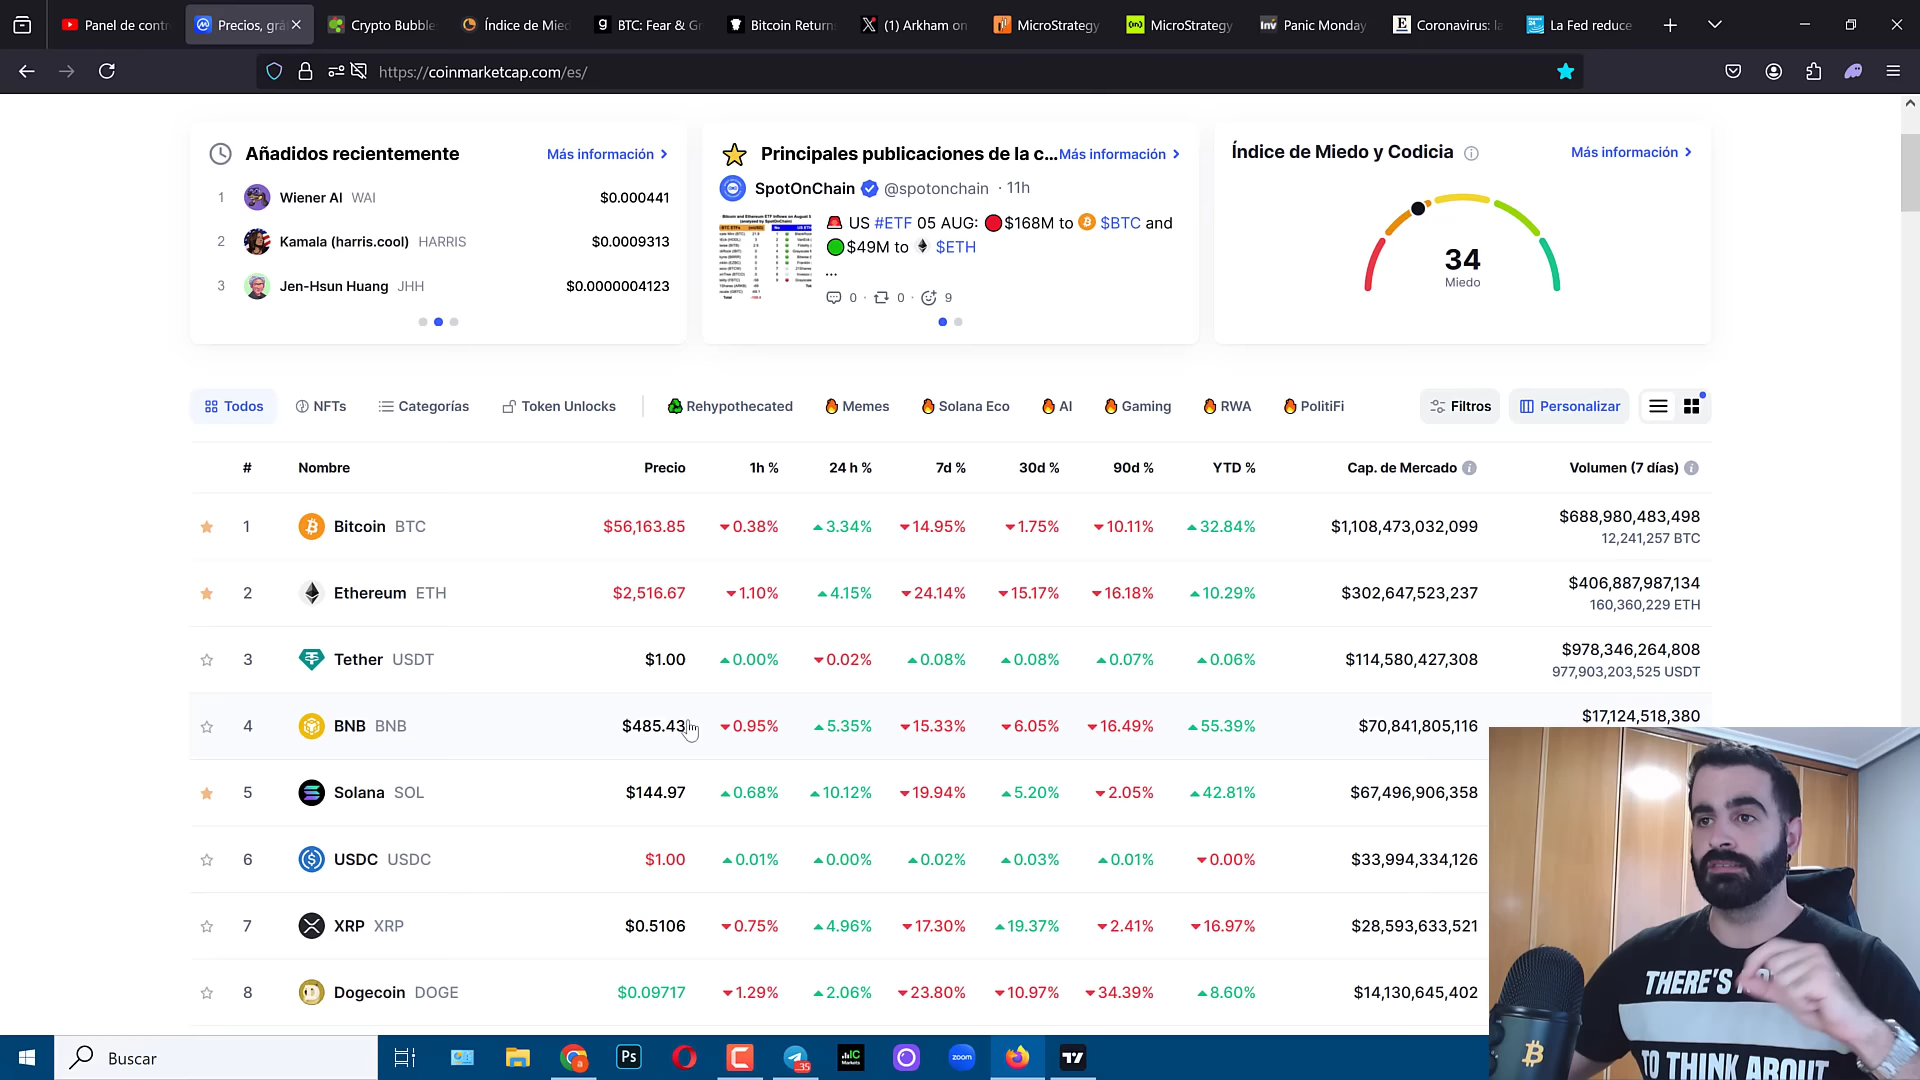 Panel de contr
Precios, grá
Crypto Bubble
Índice de Mied
BTC: Fear & G
Bitcoin Return
(1) Arkham on
MicroStrategy
MicroStrategy
Panic Monday
Coronavirus: la
La Fed reduce
https://coinmarketcap.com/es/
Añadidos recientemente
Más información
1 Wiener AI WAI $0.000441
2 Kamala (harris.cool) HARRIS $0.0009313
3 Jen-Hsun Huang JHH $0.0000004123
Principales publicaciones de la c...
Más información
SpotOnChain @spotonchain · 11h
US #ETF 05 AUG: $168M to $BTC and
$49M to $ETH
...
0 · 0 · 9
Índice de Miedo y Codicia
Más información
34
Miedo
Todos NFTs Categorías Token Unlocks Rehypothecated Memes Solana Eco AI Gaming RWA PolitiFi Filtros Personalizar
# Nombre Precio 1h % 24 h % 7d % 30d % 90d % YTD % Cap. de Mercado Volumen (7 días)
1 Bitcoin BTC $56,163.85 0.38% 3.34% 14.95% 1.75% 10.11% 32.84% $1,108,473,032,099 $688,980,483,498
12,241,257 BTC
2 Ethereum ETH $2,516.67 1.10% 4.15% 24.14% 15.17% 16.18% 10.29% $302,647,523,237 $406,887,987,134
160,360,229 ETH
3 Tether USDT $1.00 0.00% 0.02% 0.08% 0.08% 0.07% 0.06% $114,580,427,308 $978,346,264,808
977,903,203,525 USDT
4 BNB BNB $485.43 0.95% 5.35% 15.33% 6.05% 16.49% 55.39% $70,841,805,116 $17,124,518,380
5 Solana SOL $144.97 0.68% 10.12% 19.94% 5.20% 2.05% 42.81% $67,496,906,358
6 USDC USDC $1.00 0.01% 0.00% 0.02% 0.03% 0.01% 0.00% $33,994,334,126
7 XRP XRP $0.5106 0.75% 4.96% 17.30% 19.37% 2.41% 16.97% $28,593,633,521
8 Dogecoin DOGE $0.09717 1.29% 2.06% 23.80% 10.97% 34.39% 8.60% $14,130,645,402
THERE'S
TO THINK ABOUT
Buscar
Ps
35
IC
Markets
zoom